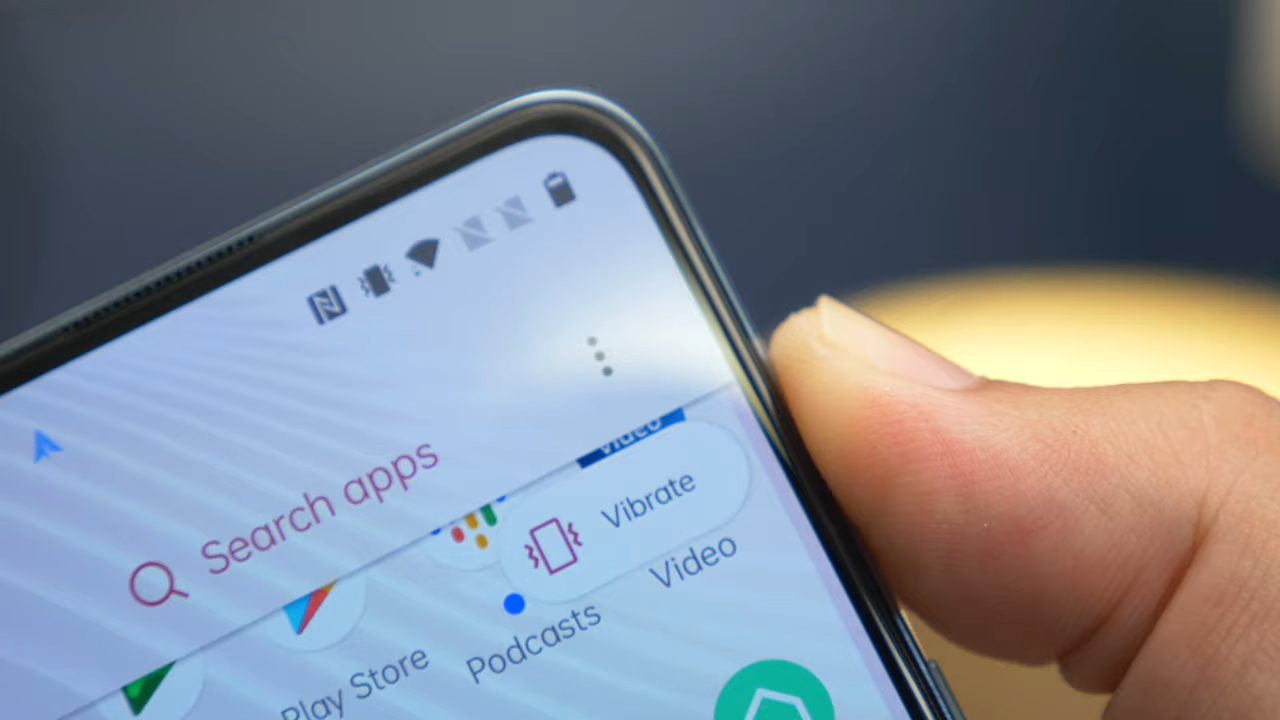 Search apps
Video
Vibrate
Video
Podcasts
Play Store